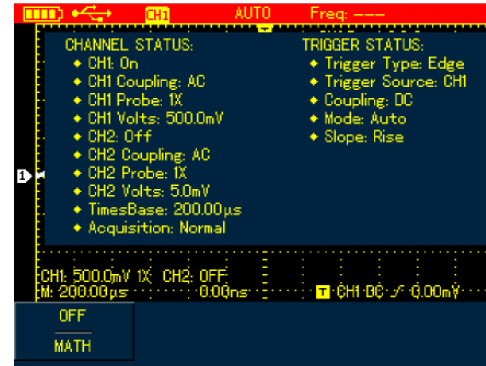 CH1 AUTO Freq: ---
CHANNEL STATUS:
CH1: On
CH1 Coupling: AC
CH1 Probe: 1X
CH1 Volts: 500.0mV
CH2: Off
CH2 Coupling: AC
CH2 Probe: 1X
CH2 Volts: 5.0mV
TimesBase: 200.00µs
Acquisition: Normal
TRIGGER STATUS:
Trigger Type: Edge
Trigger Source: CH1
Coupling: DC
Mode: Auto
Slope: Rise
1
CH1: 500.0mV 1X CH2: OFF
M: 200.00µs 0.00ns T CH1 DC 0.00mV
OFF
MATH